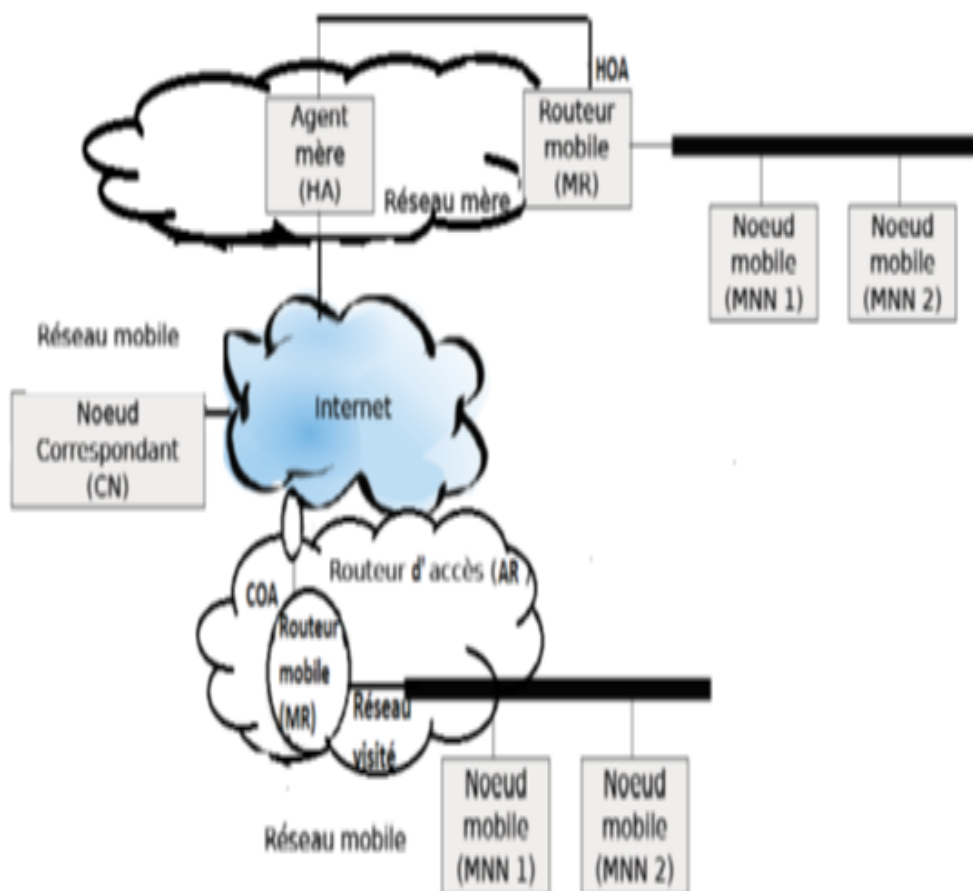 HOA
Agent
mère
(HA)
Routeur
mobile
(MR)
Réseau mère
Noeud
mobile
(MNN 1)
Noeud
mobile
(MNN 2)
Réseau mobile
Internet
Noeud
Correspondant
(CN)
Routeur d'accès (AR )
COA
Routeur
mobile
(MR)
Réseau
visité
Noeud
mobile
(MNN 1)
Noeud
mobile
(MNN 2)
Réseau mobile